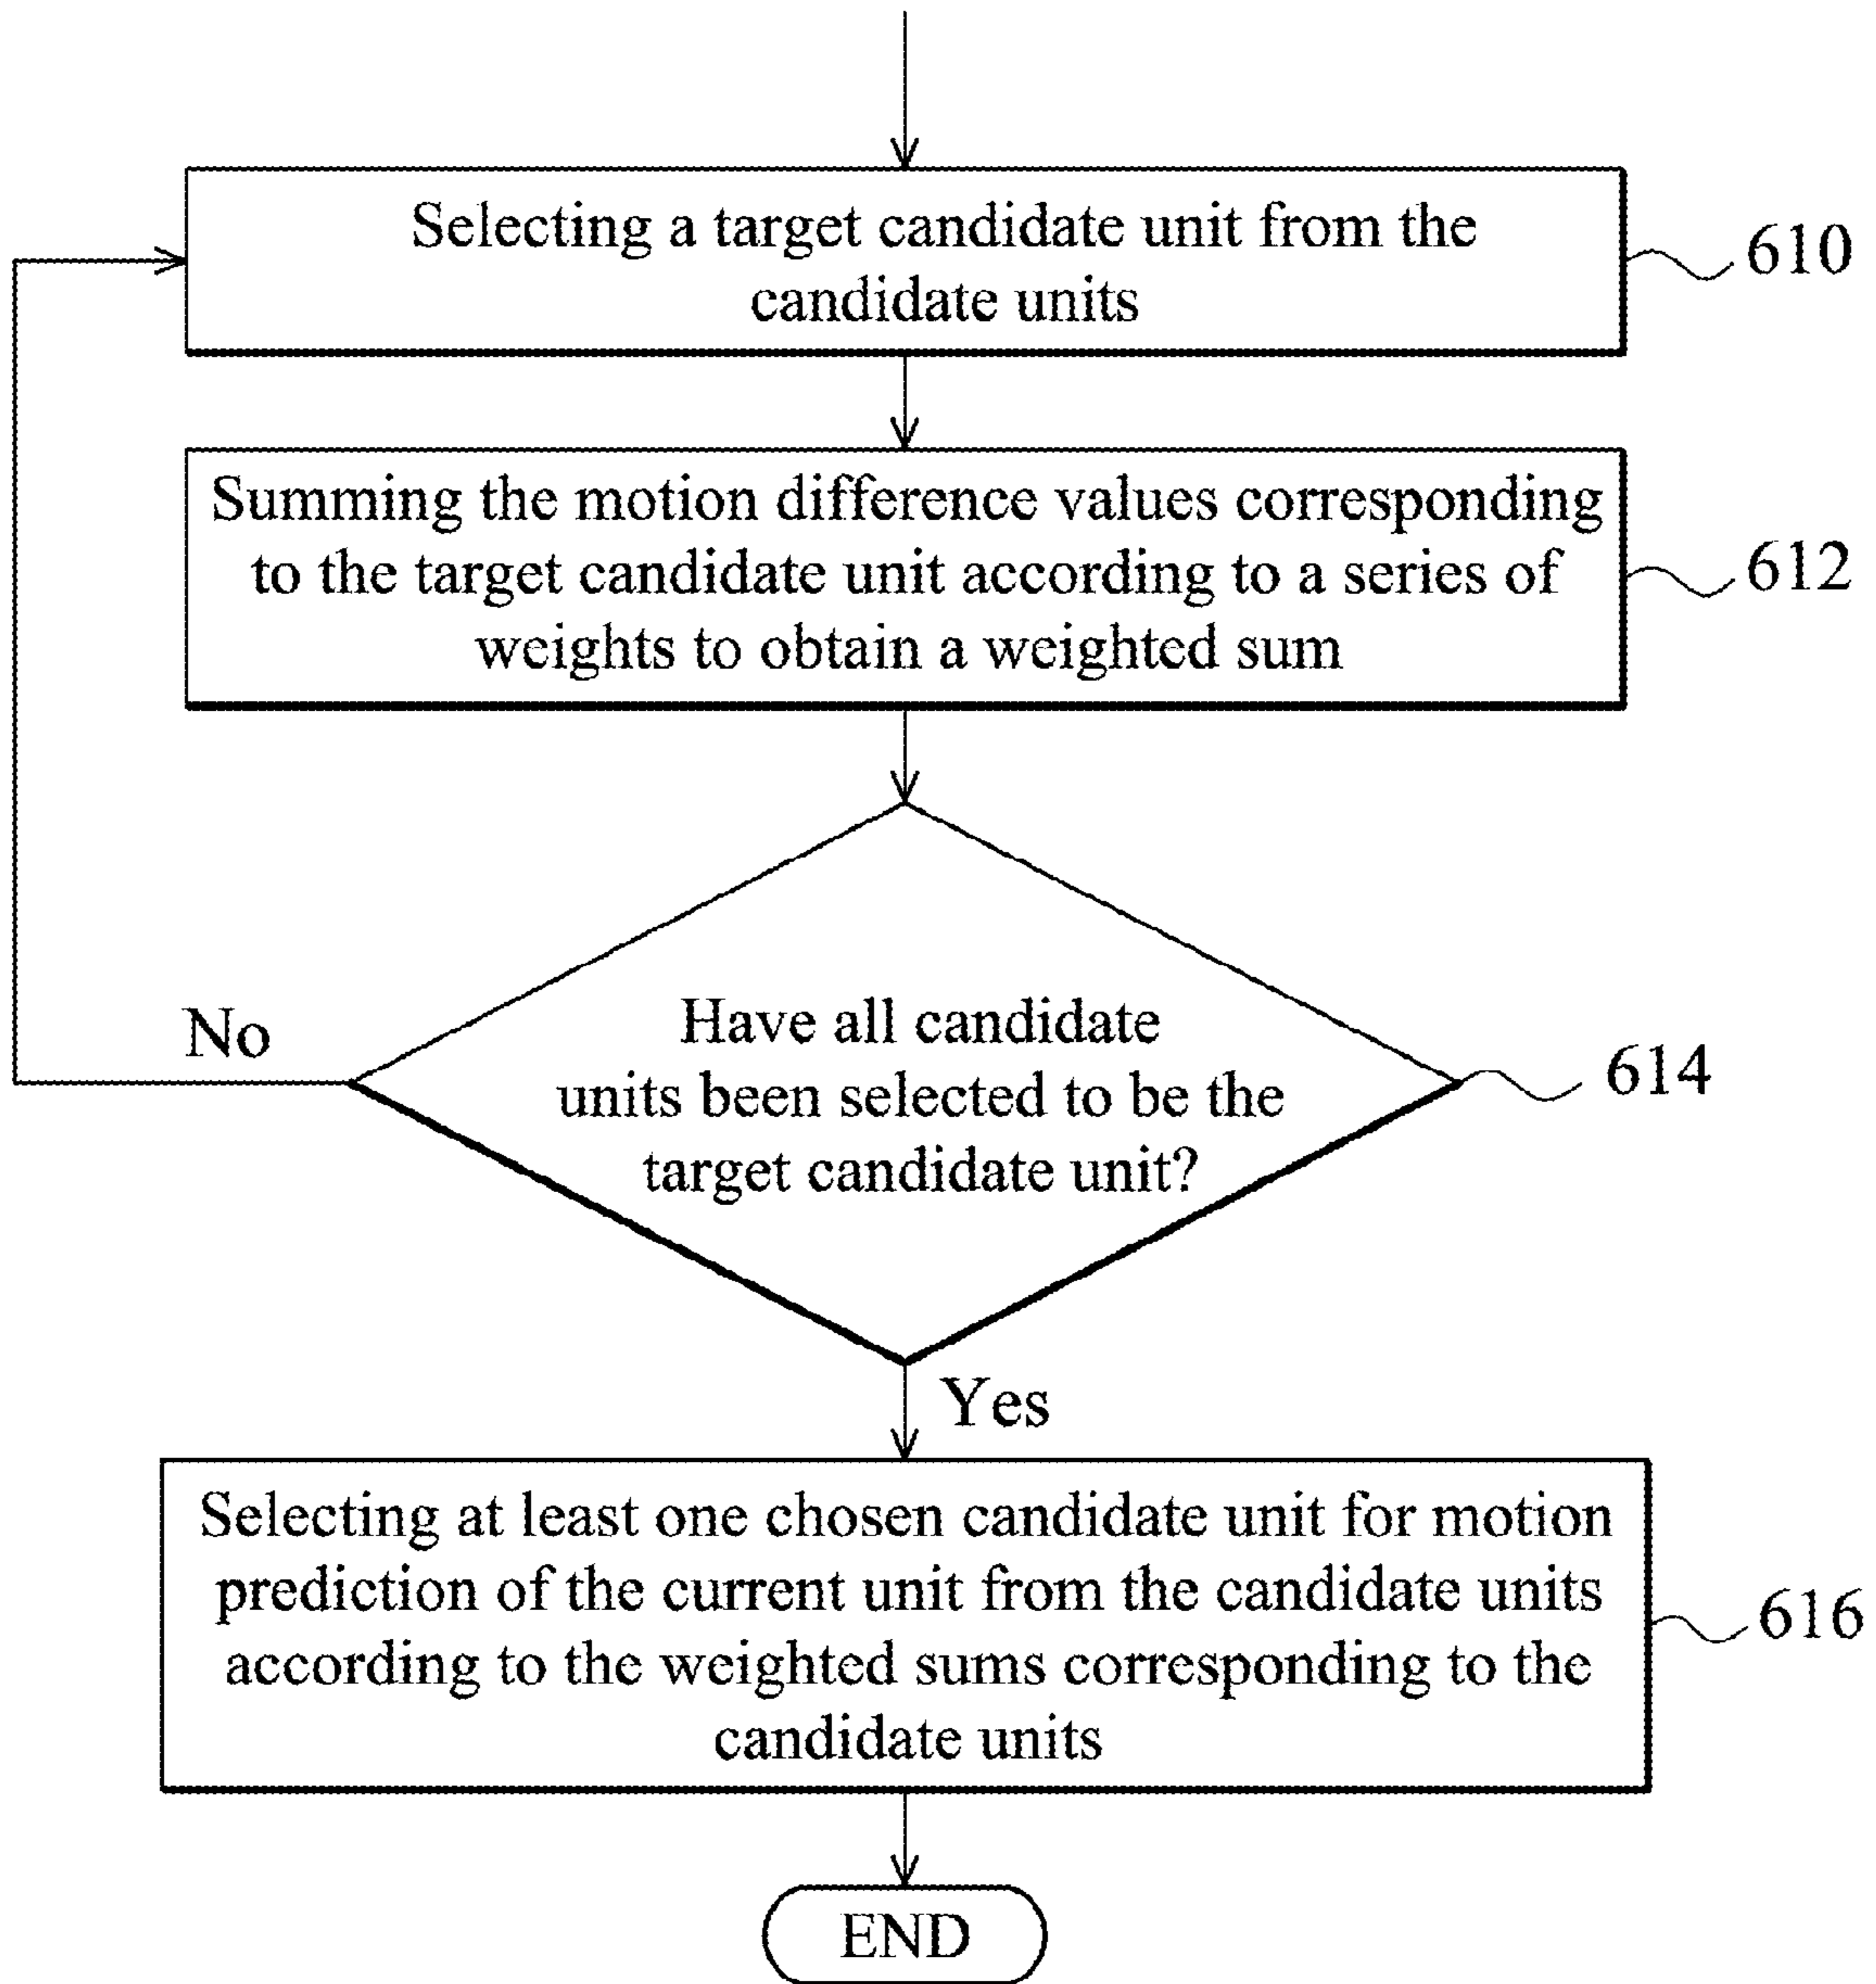 Selecting a target candidate unit from the
candidate units
610
Summing the motion difference values corresponding
to the target candidate unit according to a series of
weights to obtain a weighted sum
612
No
Have all candidate
units been selected to be the
target candidate unit?
614
Yes
Selecting at least one chosen candidate unit for motion
prediction of the current unit from the candidate units
according to the weighted sums corresponding to the
candidate units
616
END